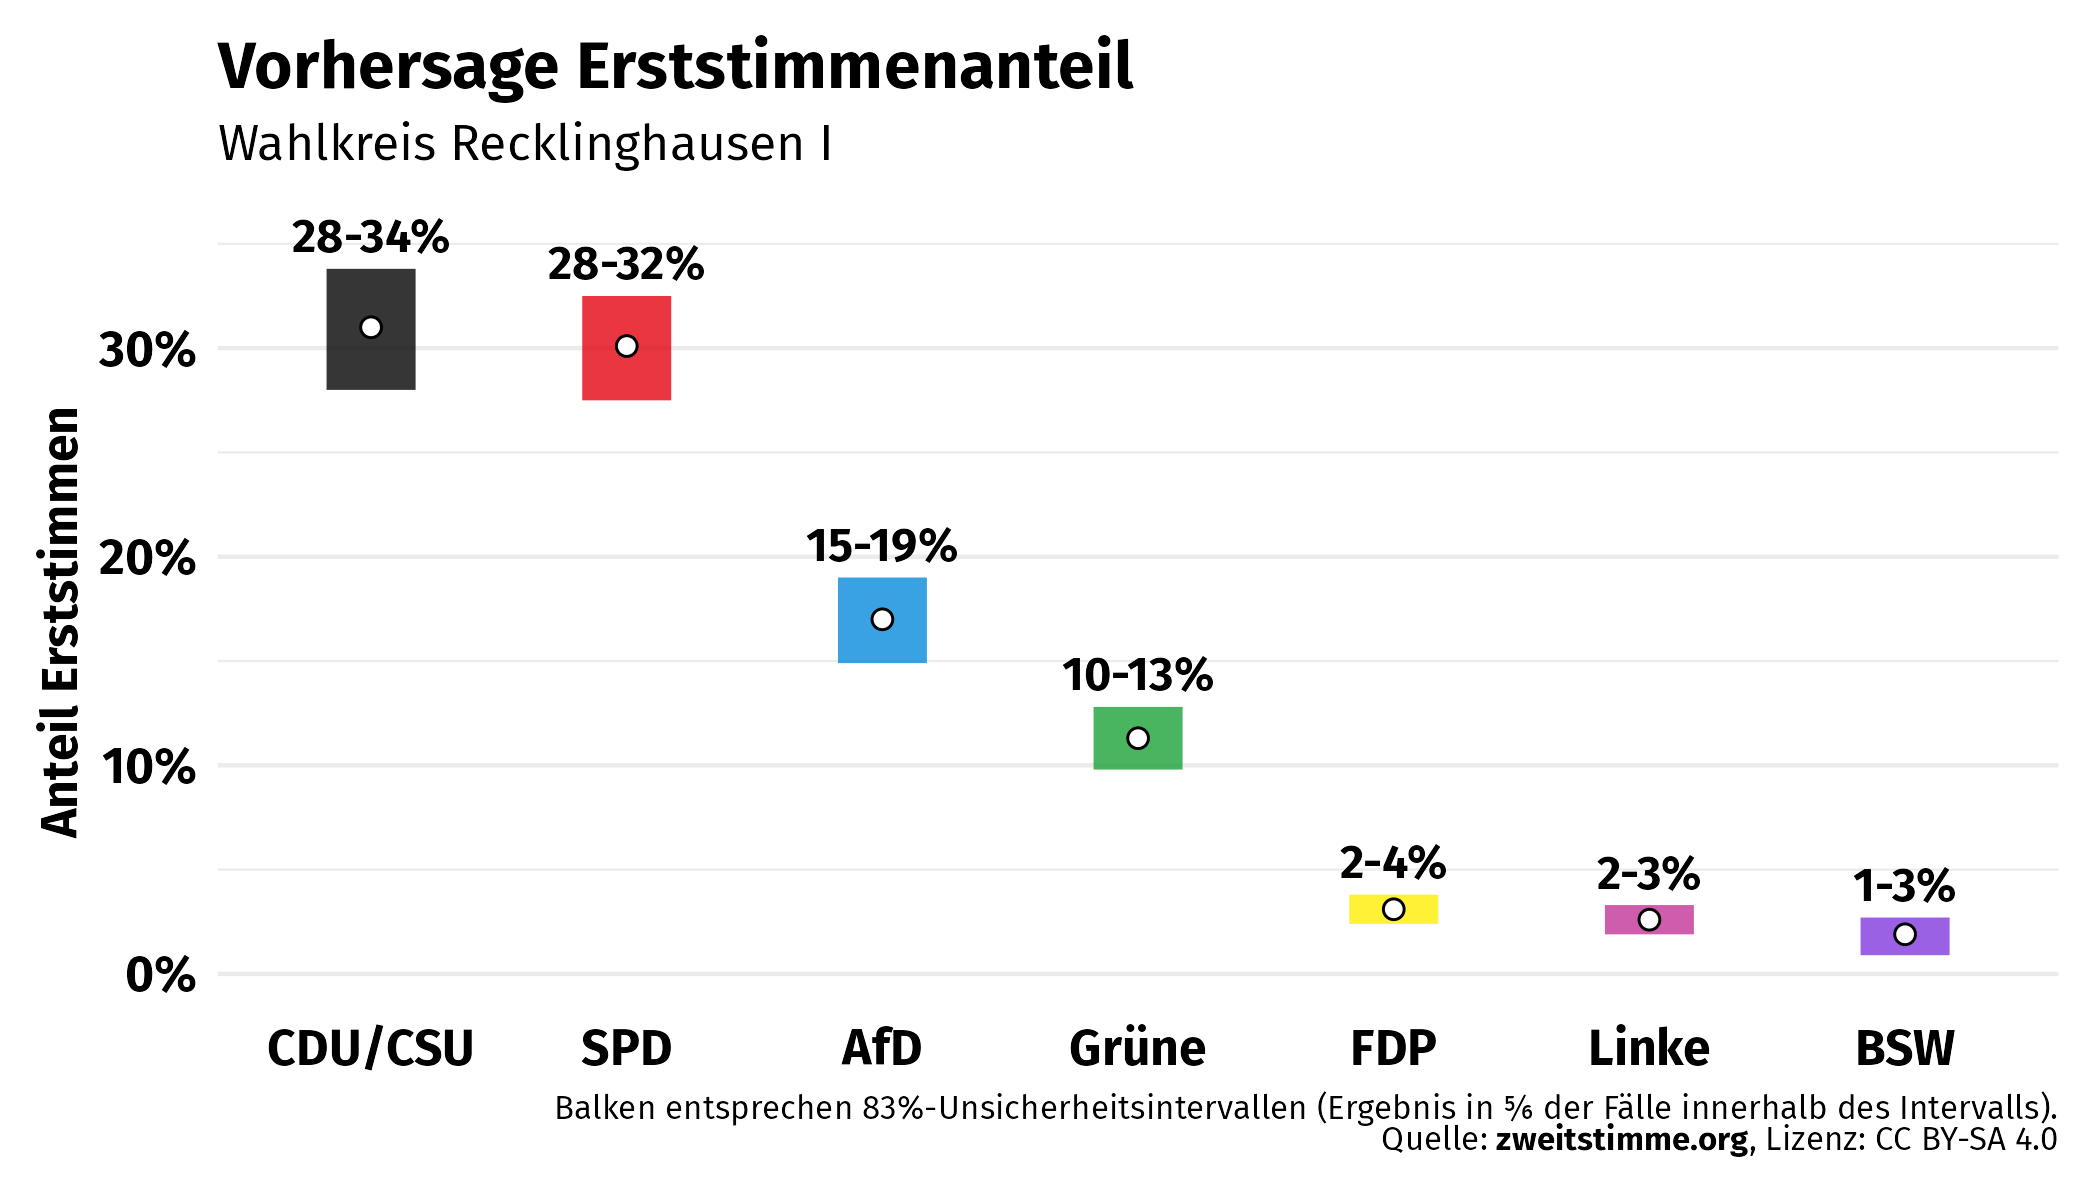 Vorhersage Erststimmenanteil
Wahlkreis Recklinghausen I
28-34%
28-32%
30%
20%
15-19%
10-13%
10%
2-4%
2-3%
1-3%
0%
Anteil Erststimmen
CDU/CSU SPD AfD Grüne FDP Linke BSW
Balken entsprechen 83%-Unsicherheitsintervallen (Ergebnis in ⅚ der Fälle innerhalb des Intervalls).
Quelle: zweitstimme.org, Lizenz: CC BY-SA 4.0